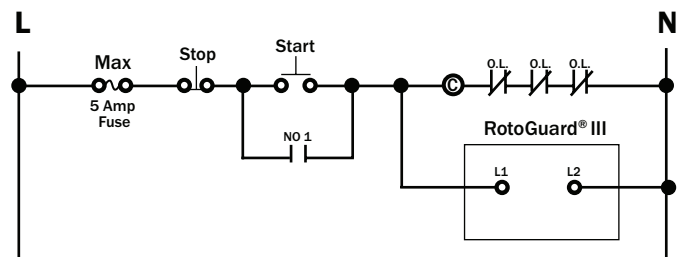 L
N
Max
Stop
Start
5 Amp
Fuse
C
O.L. O.L. O.L.
NO 1
RotoGuard® III
L1 L2